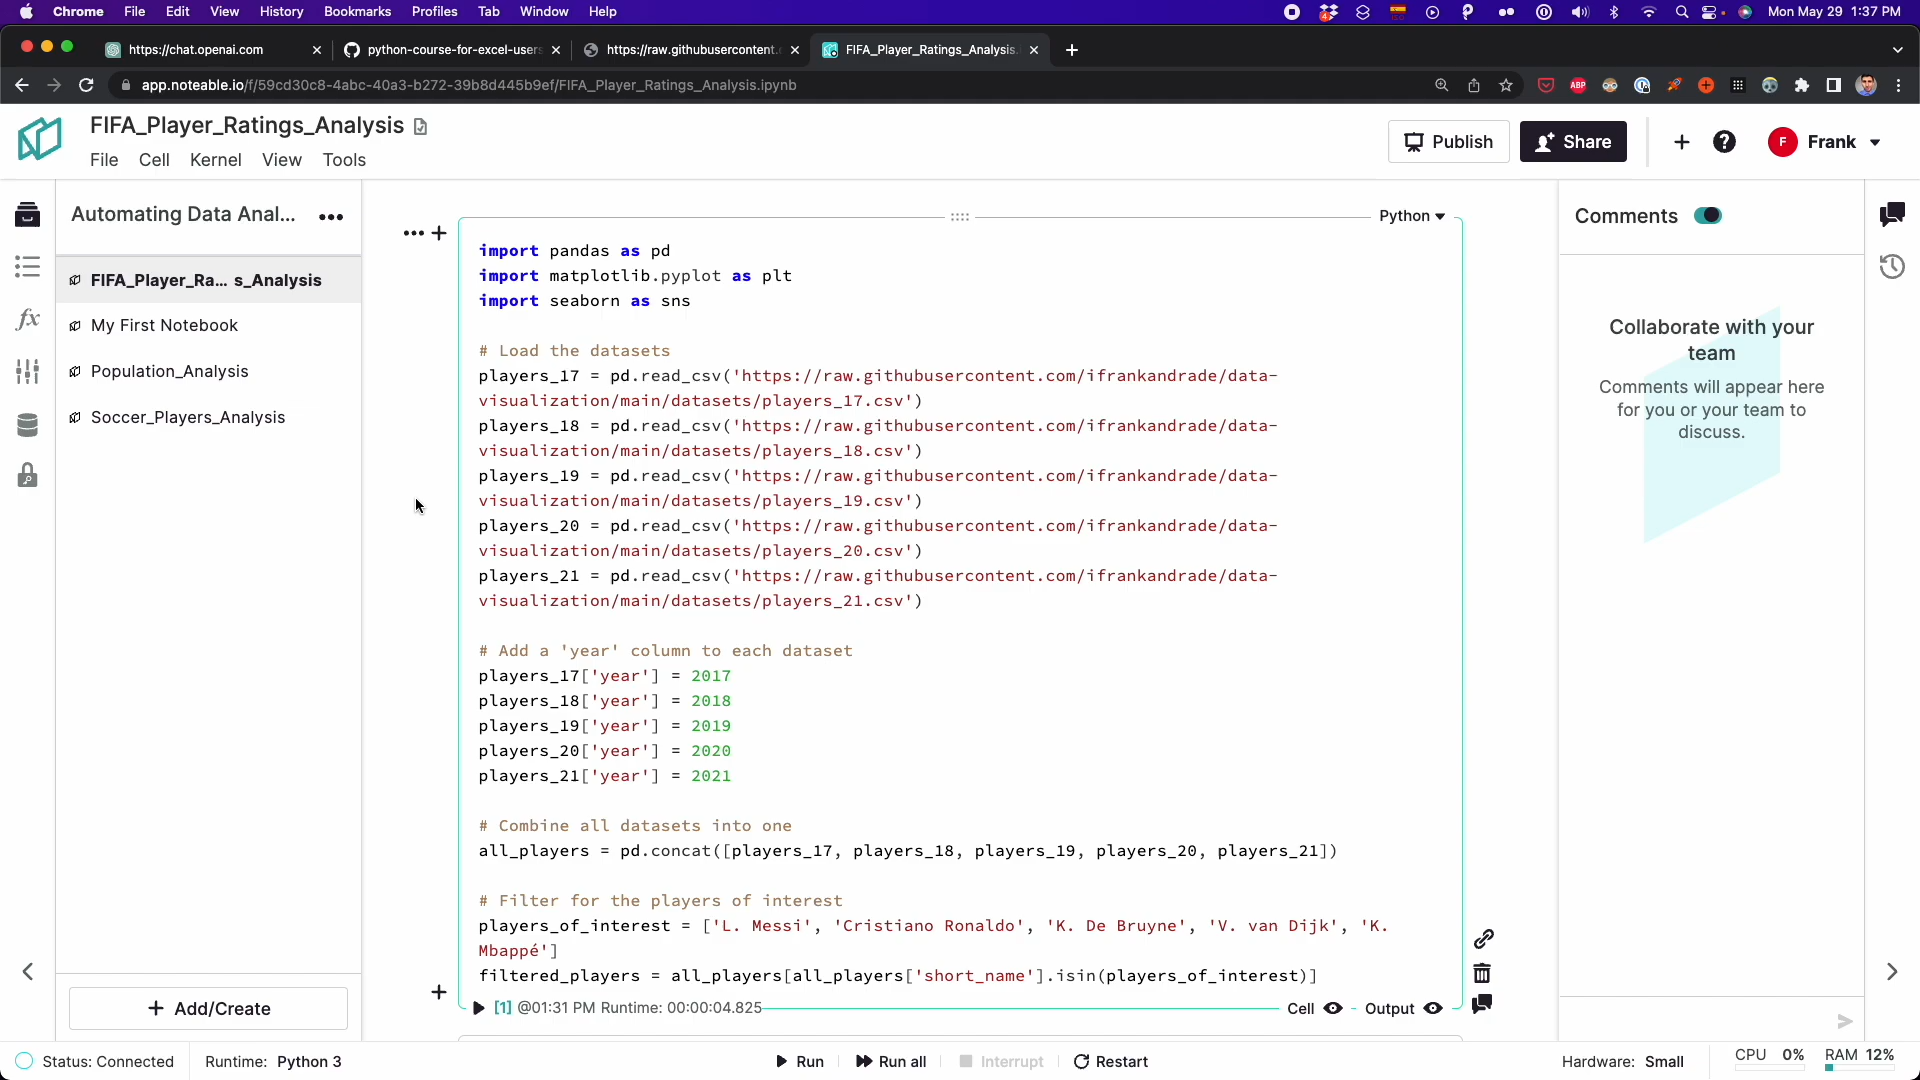 Chrome File Edit View History Bookmarks Profiles Tab Window Help Mon May 29 1:37 PM
https://chat.openai.com python-course-for-excel-users https://raw.githubusercontent. FIFA_Player_Ratings_Analysis.
app.noteable.io/f/59cd30c8-4abc-40a3-b272-39b8d445b9ef/FIFA_Player_Ratings_Analysis.ipynb ABP
FIFA_Player_Ratings_Analysis
File Cell Kernel View Tools
Publish Share F Frank
Automating Data Anal...
FIFA_Player_Ra... s_Analysis
My First Notebook
Population_Analysis
Soccer_Players_Analysis
Add/Create
Python
import pandas as pd
import matplotlib.pyplot as plt
import seaborn as sns
# Load the datasets
players_17 = pd.read_csv('https://raw.githubusercontent.com/ifrankandrade/data-
visualization/main/datasets/players_17.csv')
players_18 = pd.read_csv('https://raw.githubusercontent.com/ifrankandrade/data-
visualization/main/datasets/players_18.csv')
players_19 = pd.read_csv('https://raw.githubusercontent.com/ifrankandrade/data-
visualization/main/datasets/players_19.csv')
players_20 = pd.read_csv('https://raw.githubusercontent.com/ifrankandrade/data-
visualization/main/datasets/players_20.csv')
players_21 = pd.read_csv('https://raw.githubusercontent.com/ifrankandrade/data-
visualization/main/datasets/players_21.csv')
# Add a 'year' column to each dataset
players_17['year'] = 2017
players_18['year'] = 2018
players_19['year'] = 2019
players_20['year'] = 2020
players_21['year'] = 2021
# Combine all datasets into one
all_players = pd.concat([players_17, players_18, players_19, players_20, players_21])
# Filter for the players of interest
players_of_interest = ['L. Messi', 'Cristiano Ronaldo', 'K. De Bruyne', 'V. van Dijk', 'K.
Mbappé']
filtered_players = all_players[all_players['short_name'].isin(players_of_interest)]
[1] @01:31 PM Runtime: 00:00:04.825 Cell - Output
Comments
Collaborate with your
team
Comments will appear here
for you or your team to
discuss.
Status: Connected Runtime: Python 3 Run Run all Interrupt Restart Hardware: Small CPU 0% RAM 12%